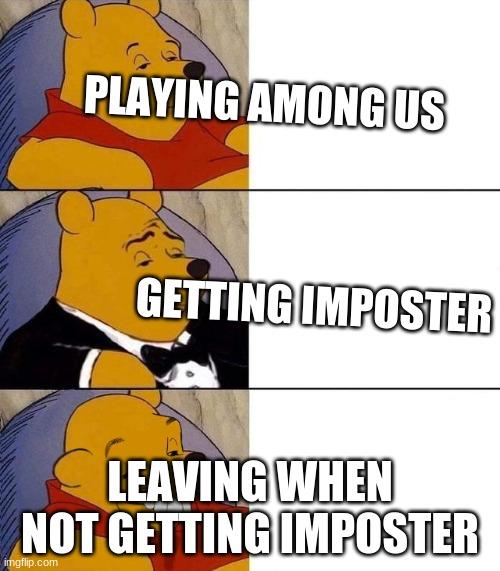 PLAYING AMONG US
GETTING IMPOSTER
LEAVING WHEN
NOT GETTING IMPOSTER
imgflip.com